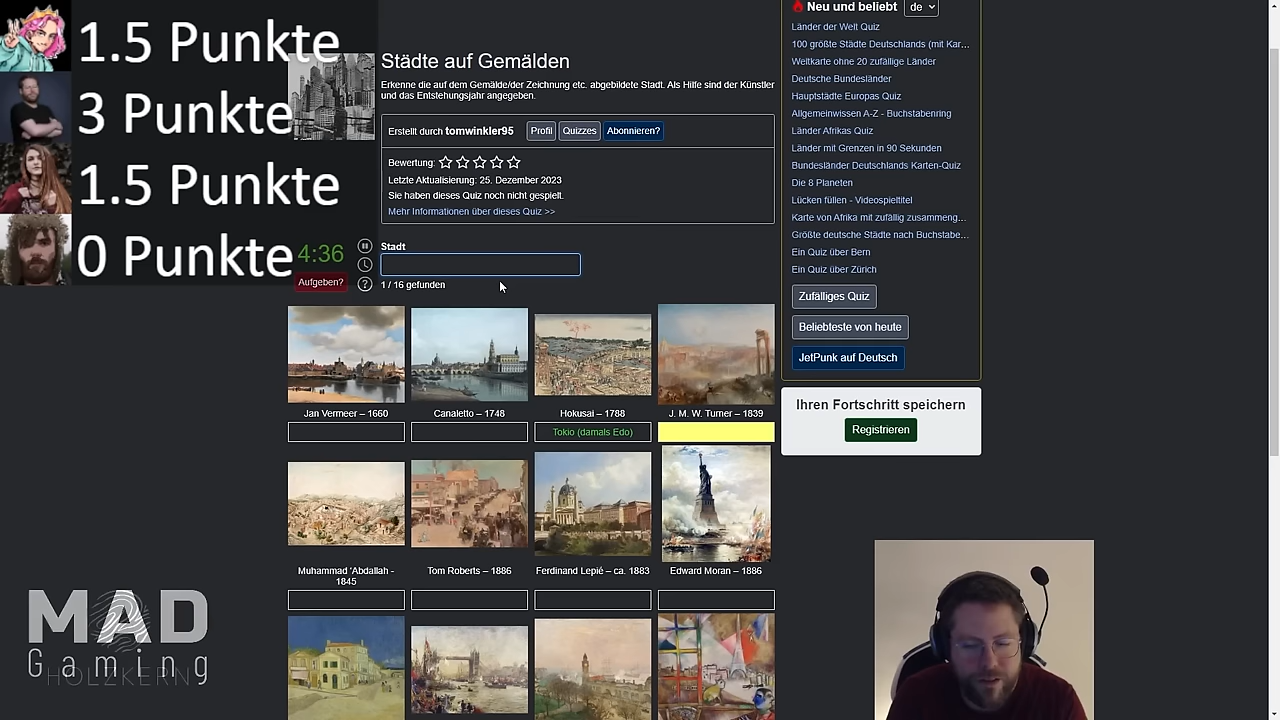 1.5 Punkte
3 Punkte
1.5 Punkte
0 Punkte
Städte auf Gemälden
Erkenne die auf dem Gemälde/der Zeichnung etc. abgebildete Stadt. Als Hilfe sind der Künstler
und das Entstehungsjahr angegeben.
Erstellt durch tomwinkler95 Profil Quizzes Abonnieren?
Bewertung:
Letzte Aktualisierung: 25. Dezember 2023
Sie haben dieses Quiz noch nicht gespielt.
Mehr Informationen über dieses Quiz >>
4:36
Aufgeben?
Stadt
1 / 16 gefunden
Jan Vermeer – 1660
Canaletto – 1748
Hokusai – 1788
J. M. W. Turner – 1839
Tokio (damals Edo)
Muhammad 'Abdallah -
1845
Tom Roberts – 1886
Ferdinand Lepié – ca. 1883
Edward Moran – 1886
Neu und beliebt de
Länder der Welt Quiz
100 größte Städte Deutschlands (mit Kar...
Weltkarte ohne 20 zufällige Länder
Deutsche Bundesländer
Hauptstädte Europas Quiz
Allgemeinwissen A-Z - Buchstabenring
Länder Afrikas Quiz
Länder mit Grenzen in 90 Sekunden
Bundesländer Deutschlands Karten-Quiz
Die 8 Planeten
Lücken füllen - Videospieltitel
Karte von Afrika mit zufällig zusammeng...
Größte deutsche Städte nach Buchstabe...
Ein Quiz über Bern
Ein Quiz über Zürich
Zufälliges Quiz
Beliebteste von heute
JetPunk auf Deutsch
Ihren Fortschritt speichern
Registrieren
MAD
Gaming
HOLZKERN